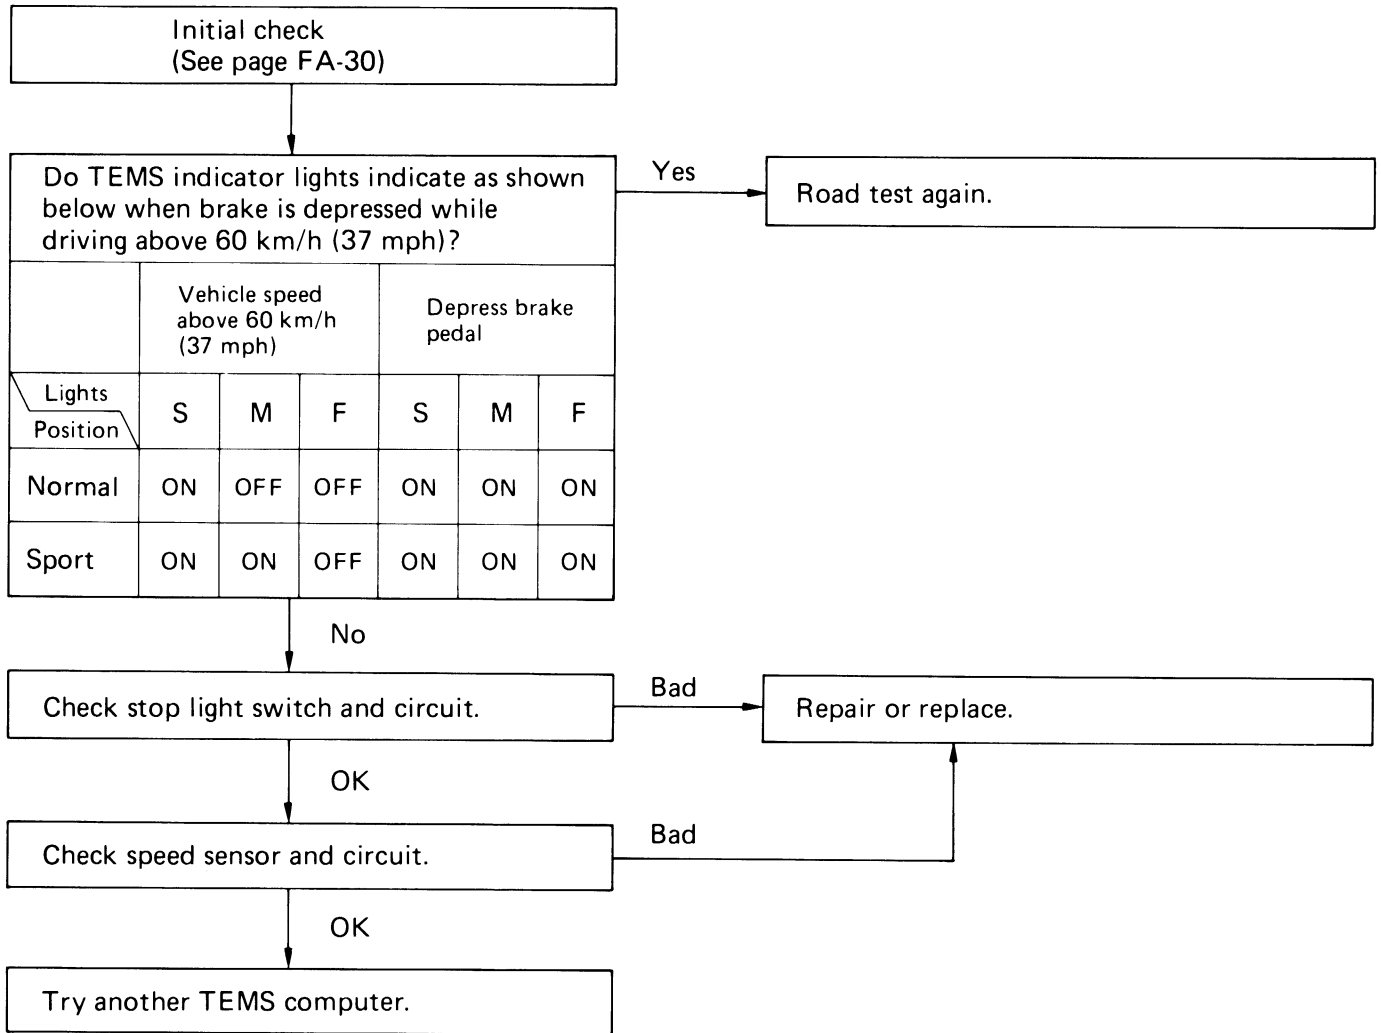 Initial check
(See page FA-30)
Do TEMS indicator lights indicate as shown
below when brake is depressed while
driving above 60 km/h (37 mph)?
Yes
Road test again.
Vehicle speed
above 60 km/h
(37 mph)
Depress brake
pedal
Lights
Position
S M F S M F
Normal ON OFF OFF ON ON ON
Sport ON ON OFF ON ON ON
No
Check stop light switch and circuit.
Bad
Repair or replace.
OK
Check speed sensor and circuit.
Bad
OK
Try another TEMS computer.